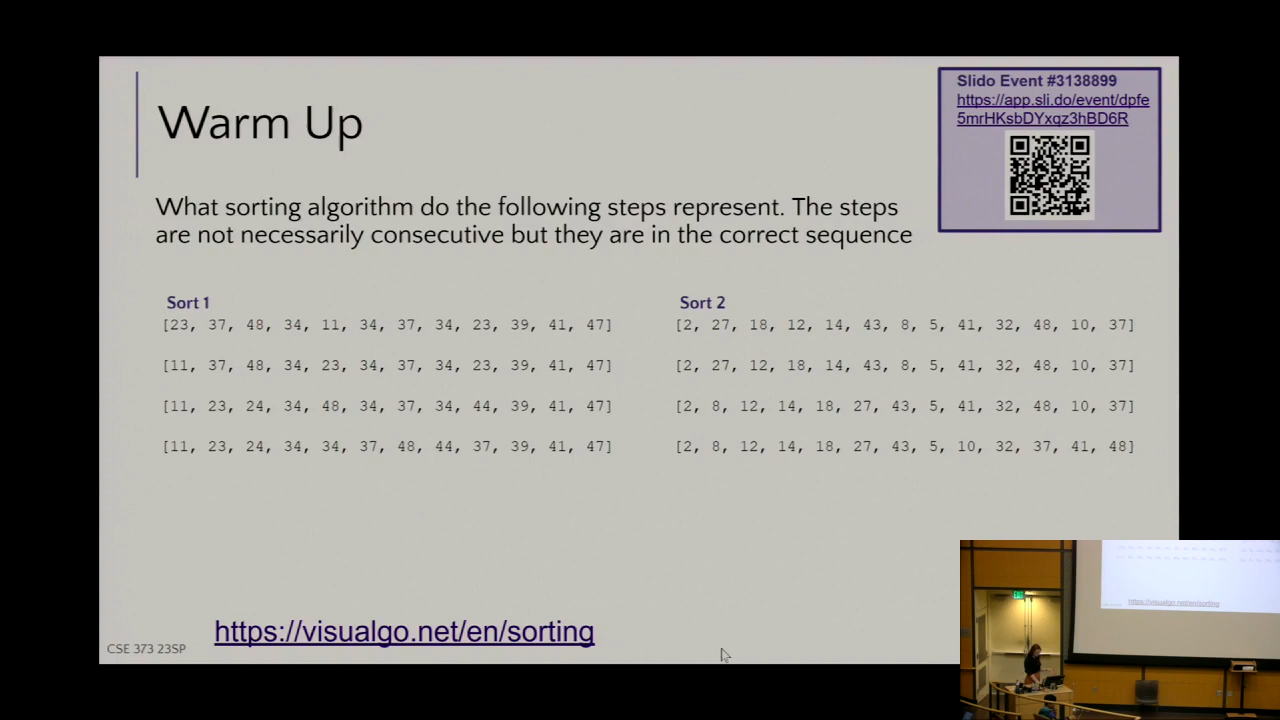 Warm Up
Slido Event #3138899
https://app.sli.do/event/dpfe
5mrHKsbDYxqz3hBD6R
What sorting algorithm do the following steps represent. The steps
are not necessarily consecutive but they are in the correct sequence
Sort 1
[23, 37, 48, 34, 11, 34, 37, 34, 23, 39, 41, 47]
[11, 37, 48, 34, 23, 34, 37, 34, 23, 39, 41, 47]
[11, 23, 24, 34, 48, 34, 37, 34, 44, 39, 41, 47]
[11, 23, 24, 34, 34, 37, 48, 44, 37, 39, 41, 47]
Sort 2
[2, 27, 18, 12, 14, 43, 8, 5, 41, 32, 48, 10, 37]
[2, 27, 12, 18, 14, 43, 8, 5, 41, 32, 48, 10, 37]
[2, 8, 12, 14, 18, 27, 43, 5, 41, 32, 48, 10, 37]
[2, 8, 12, 14, 18, 27, 43, 5, 10, 32, 37, 41, 48]
https://visualgo.net/en/sorting
CSE 373 23SP
https://visualgo.net/en/sorting